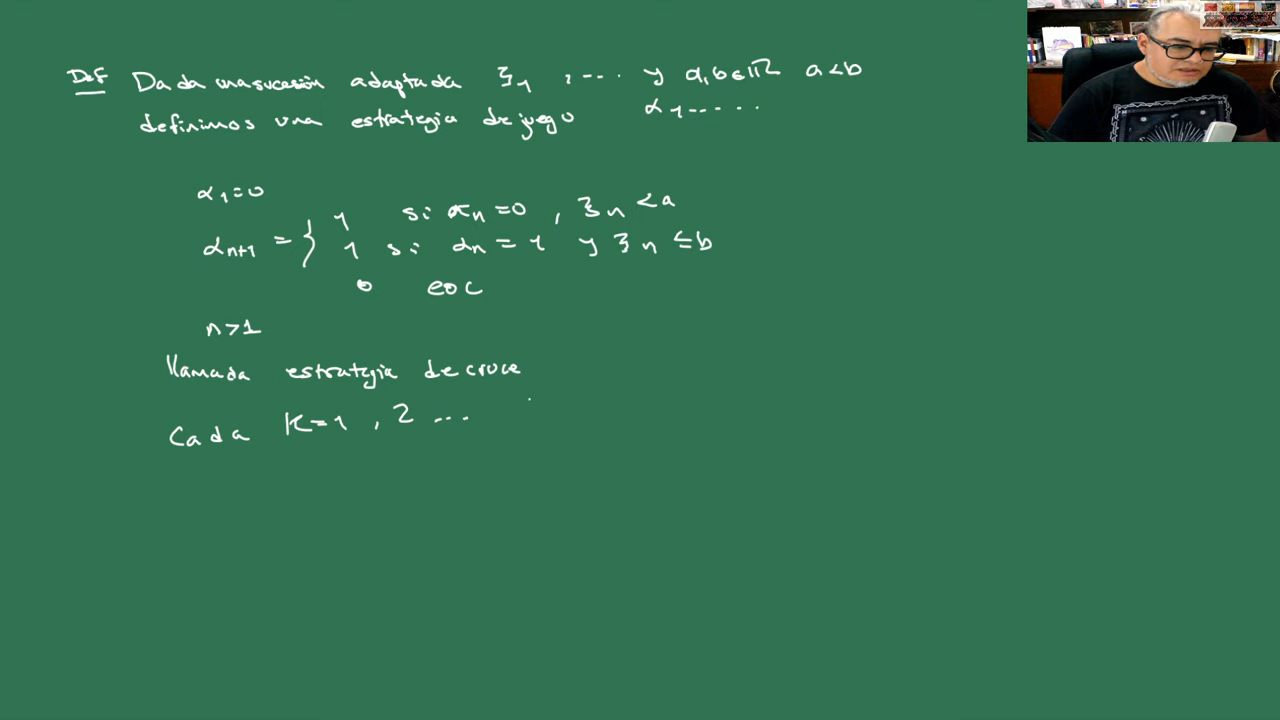 Def Dada una sucesión adaptada ξ1, .... y a,b∈ℝ a<b
definimos una estrategia de juego α1.....
α1=0
αn+1 = { 1 si αn=0, ξn<a
1 si αn=1 y ξn≤b
0 eoc
n>1
llamada estrategia de cruce
Cada K=1, 2 ...